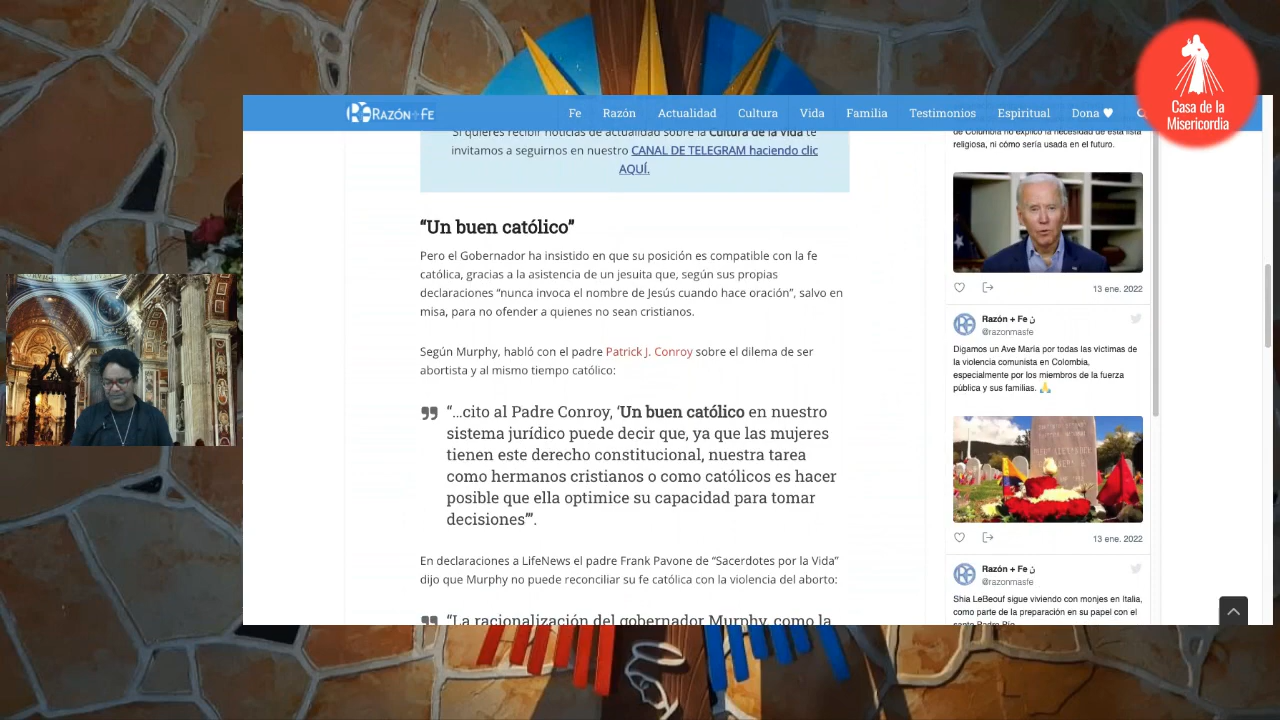 Casa de la
Misericordia
RAZÓN+FE
Fe Razón Actualidad Cultura Vida Familia Testimonios Espiritual Dona
Si quieres recibir noticias de actualidad sobre la Cultura de la Vida te
invitamos a seguirnos en nuestro CANAL DE TELEGRAM haciendo clic
AQUÍ.
“Un buen católico”
Pero el Gobernador ha insistido en que su posición es compatible con la fe
católica, gracias a la asistencia de un jesuita que, según sus propias
declaraciones “nunca invoca el nombre de Jesús cuando hace oración”, salvo en
misa, para no ofender a quienes no sean cristianos.
Según Murphy, habló con el padre Patrick J. Conroy sobre el dilema de ser
abortista y al mismo tiempo católico:
“…cito al Padre Conroy, ‘Un buen católico en nuestro
sistema jurídico puede decir que, ya que las mujeres
tienen este derecho constitucional, nuestra tarea
como hermanos cristianos o como católicos es hacer
posible que ella optimice su capacidad para tomar
decisiones’”.
En declaraciones a LifeNews el padre Frank Pavone de “Sacerdotes por la Vida”
dijo que Murphy no puede reconciliar su fe católica con la violencia del aborto:
“La racionalización del gobernador Murphy, como la
de Columbia no explicó la necesidad de esta lista
religiosa, ni cómo sería usada en el futuro.
13 ene. 2022
Razón + Fe ن
@razonmasfe
Digamos un Ave María por todas las víctimas de
la violencia comunista en Colombia,
especialmente por los miembros de la fuerza
pública y sus familias. 🙏
13 ene. 2022
Razón + Fe ن
@razonmasfe
Shia LeBeouf sigue viviendo con monjes en Italia,
como parte de la preparación en su papel con el
santo Padre Pío